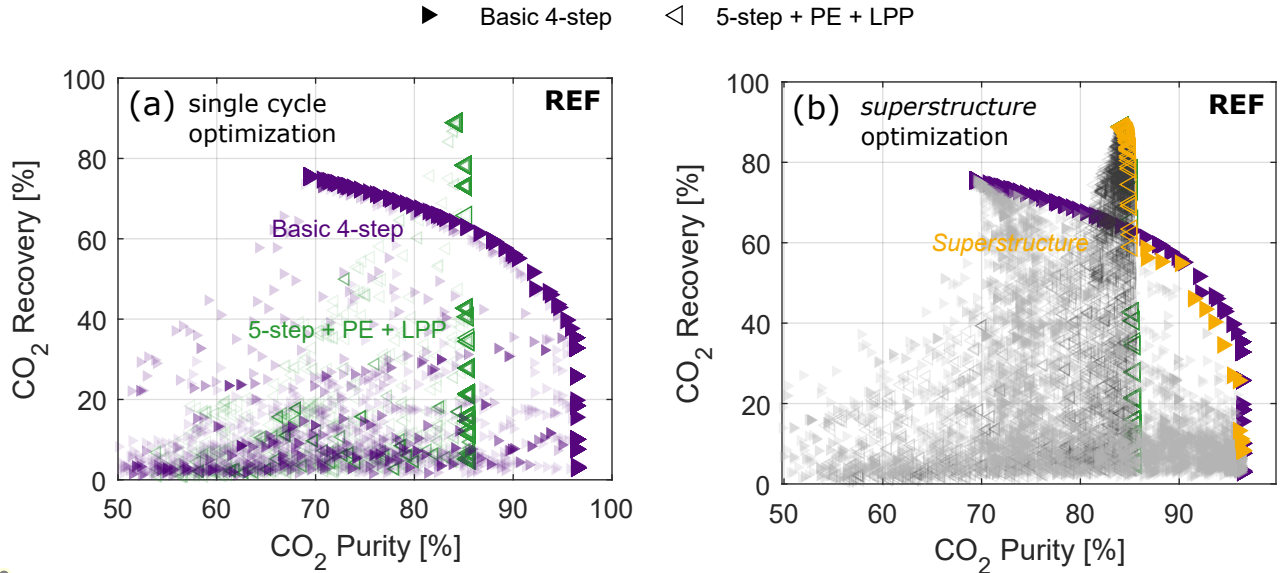 Basic 4-step
5-step + PE + LPP
(a) single cycle optimization
REF
CO2 Recovery [%]
100
80
60
40
20
0
Basic 4-step
5-step + PE + LPP
50 60 70 80 90 100
CO2 Purity [%]
(b) superstructure optimization
REF
CO2 Recovery [%]
100
80
60
40
20
0
Superstructure
50 60 70 80 90
CO2 Purity [%]